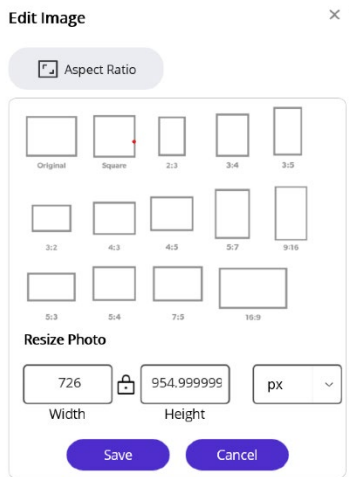 Edit Image
Aspect Ratio
Original Square 2:3 3:4 3:5
3:2 4:3 4:5 5:7 9:16
5:3 5:4 7:5 16:9
Resize Photo
726 954.999999 px
Width Height
Save Cancel